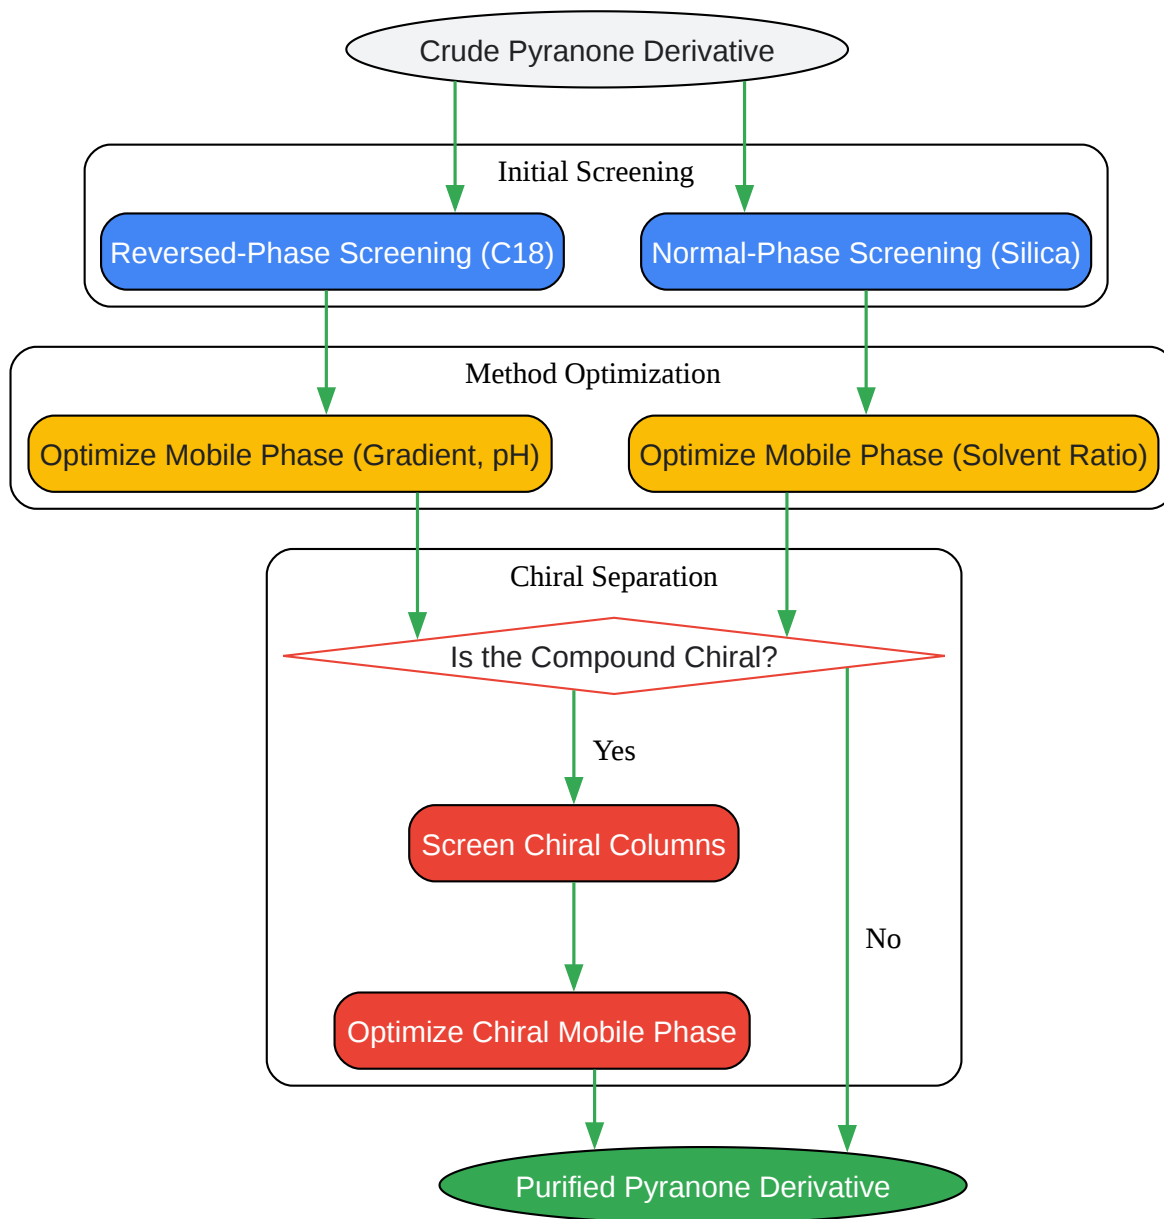 Crude Pyranone Derivative
Initial Screening
Reversed-Phase Screening (C18)
Normal-Phase Screening (Silica)
Method Optimization
Optimize Mobile Phase (Gradient, pH)
Optimize Mobile Phase (Solvent Ratio)
Chiral Separation
Is the Compound Chiral?
Yes
Screen Chiral Columns
No
Optimize Chiral Mobile Phase
Purified Pyranone Derivative